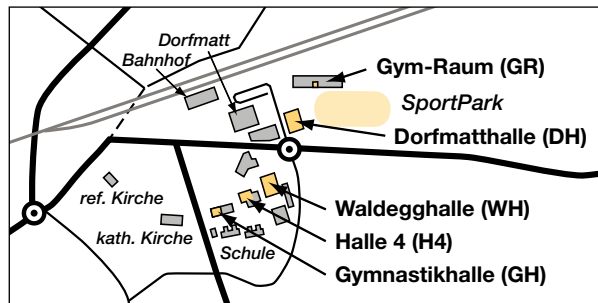 Dorfmatt
Bahnhof
Gym-Raum (GR)
SportPark
Dorfmatthalle (DH)
ref. Kirche
kath. Kirche
Schule
Waldegghalle (WH)
Halle 4 (H4)
Gymnastikhalle (GH)